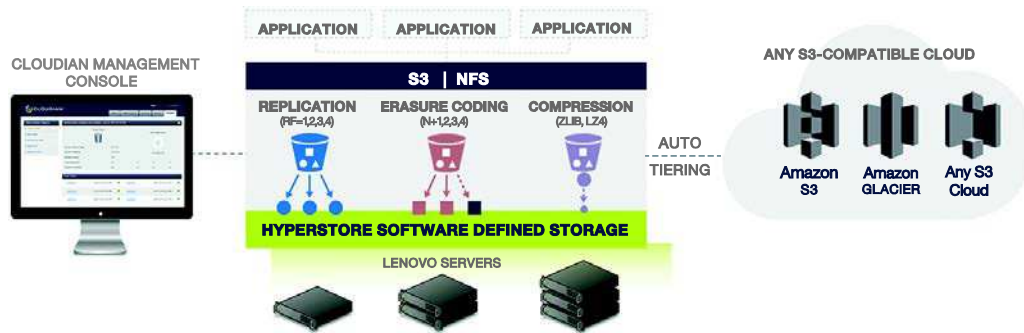 APPLICATION APPLICATION APPLICATION
CLOUDIAN MANAGEMENT
CONSOLE
S3 | NFS
REPLICATION
(RF=1,2,3,4)
ERASURE CODING
(N+1,2,3,4)
COMPRESSION
(ZLIB, LZ4)
HYPERSTORE SOFTWARE DEFINED STORAGE
LENOVO SERVERS
AUTO
TIERING
ANY S3-COMPATIBLE CLOUD
Amazon
S3
Amazon
GLACIER
Any S3
Cloud